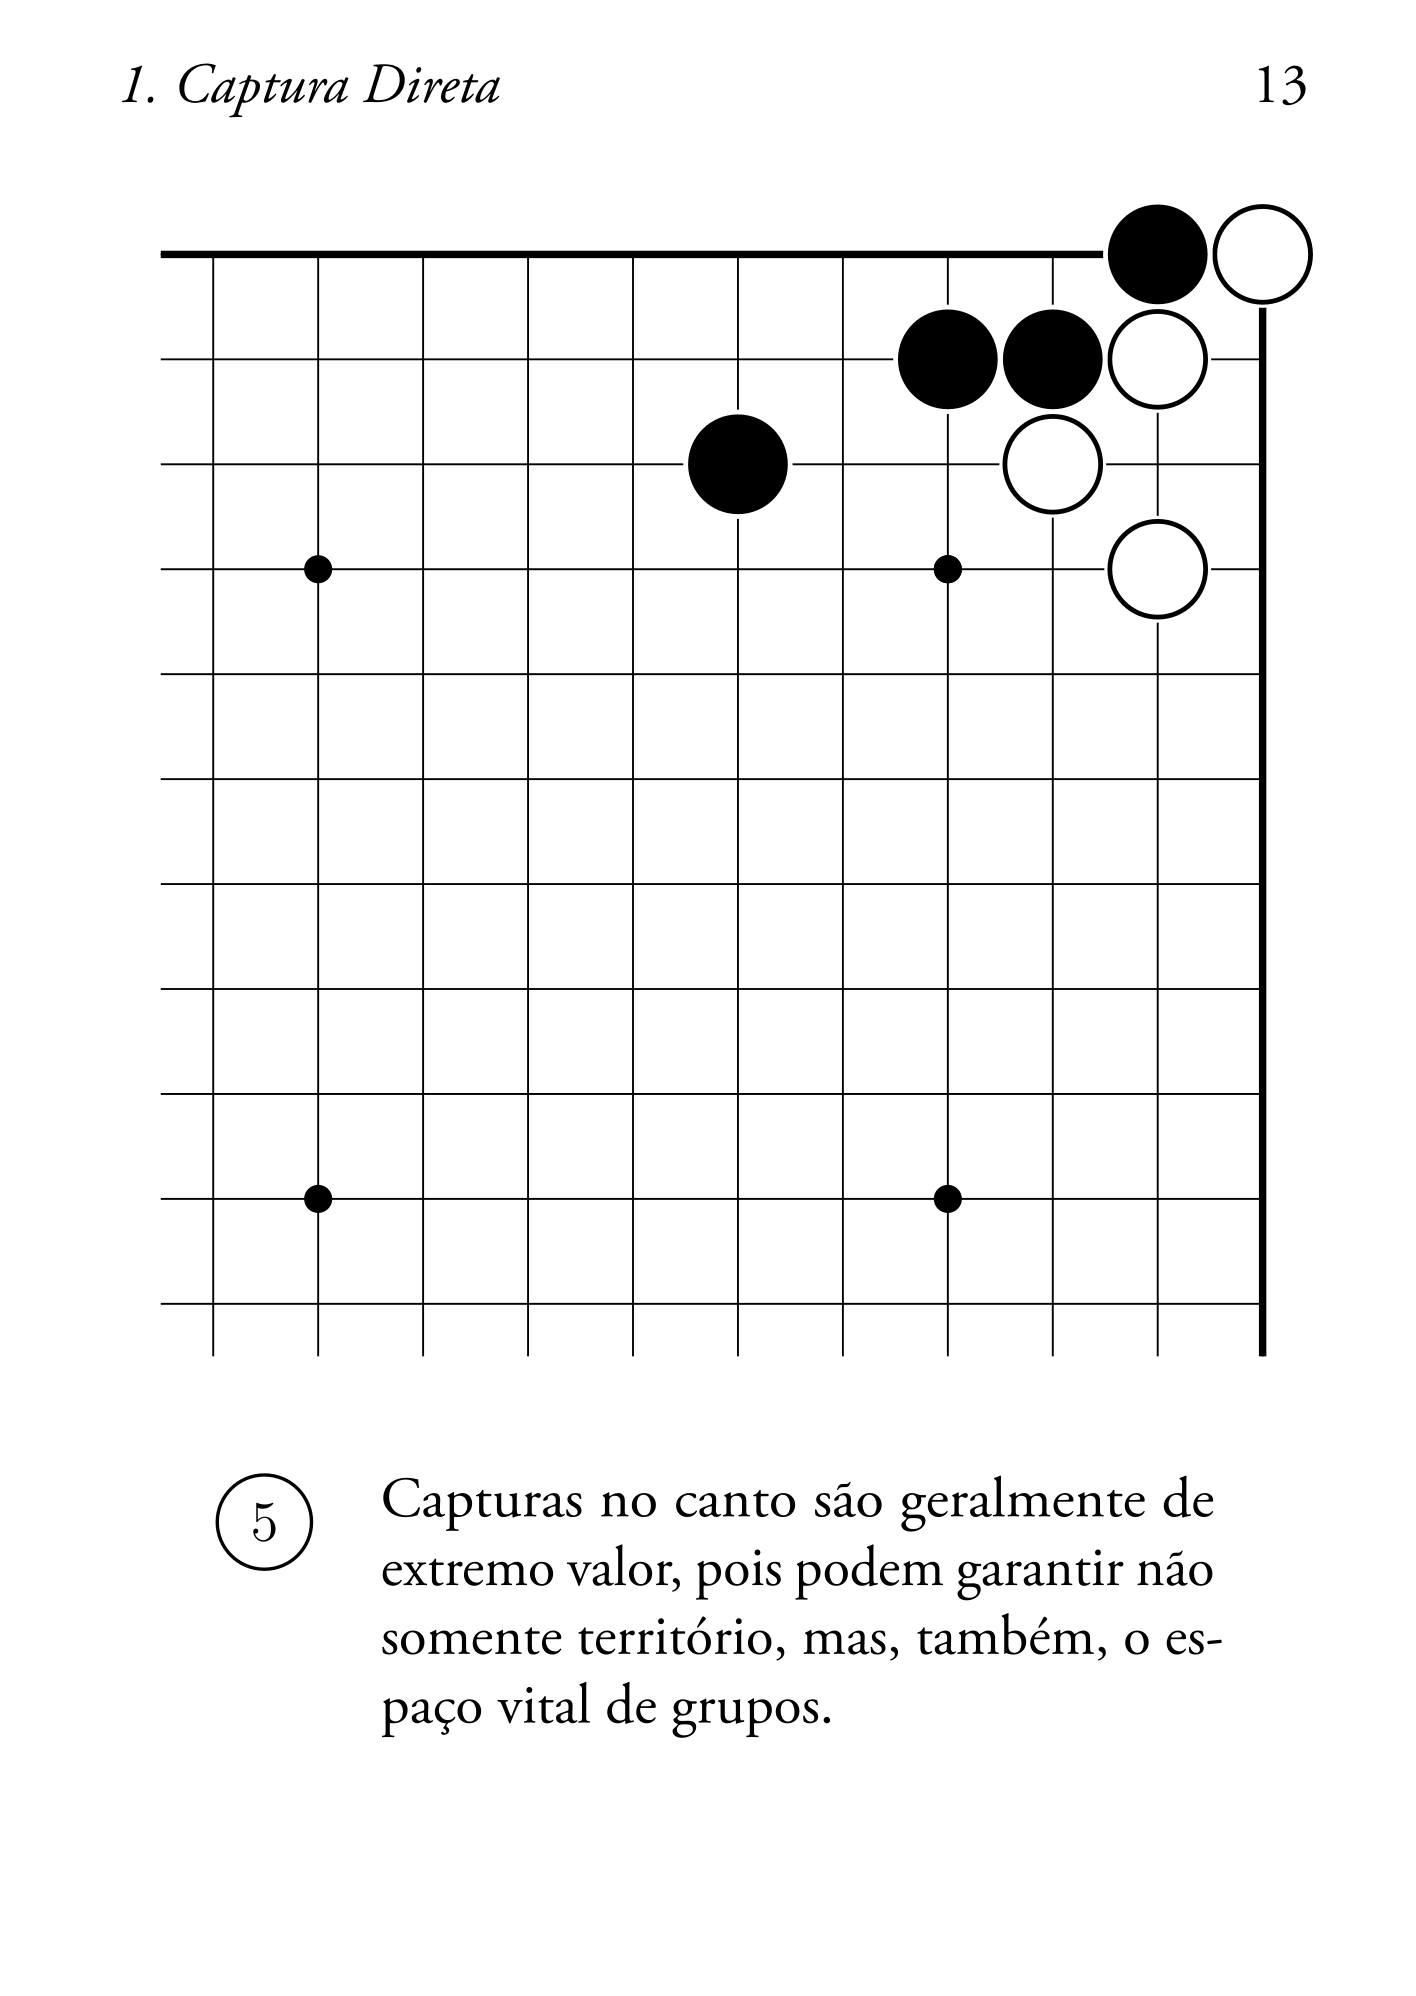 1. Captura Direta 13
5 Capturas no canto são geralmente de
extremo valor, pois podem garantir não
somente território, mas, também, o es-
paço vital de grupos.